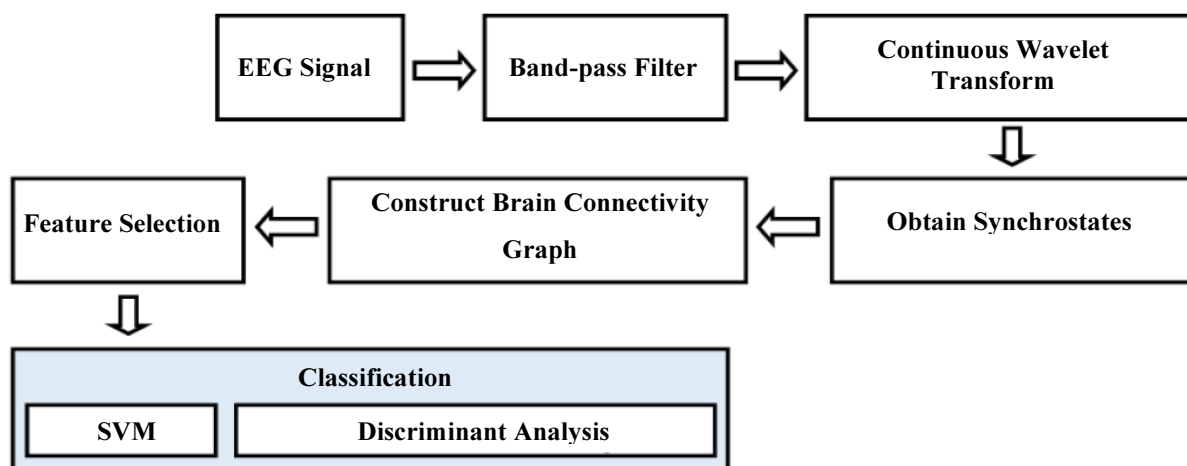 EEG Signal
Band-pass Filter
Continuous Wavelet
Transform
Obtain Synchrostates
Construct Brain Connectivity
Graph
Feature Selection
Classification
SVM
Discriminant Analysis